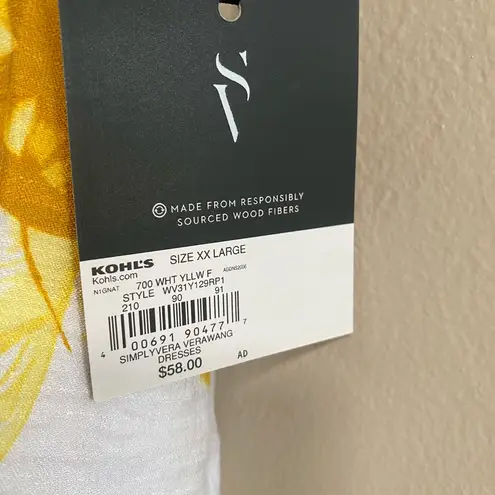 SV
MADE FROM RESPONSIBLY
SOURCED WOOD FIBERS
KOHL'S SIZE XX LARGE
Kohls.com
N1GNAT 700 WHT YLLW F
STYLE WV31Y129RP1
210 90 91
4 00691 90477 7
SIMPLYVERA VERAWANG
DRESSES
$58.00 AD